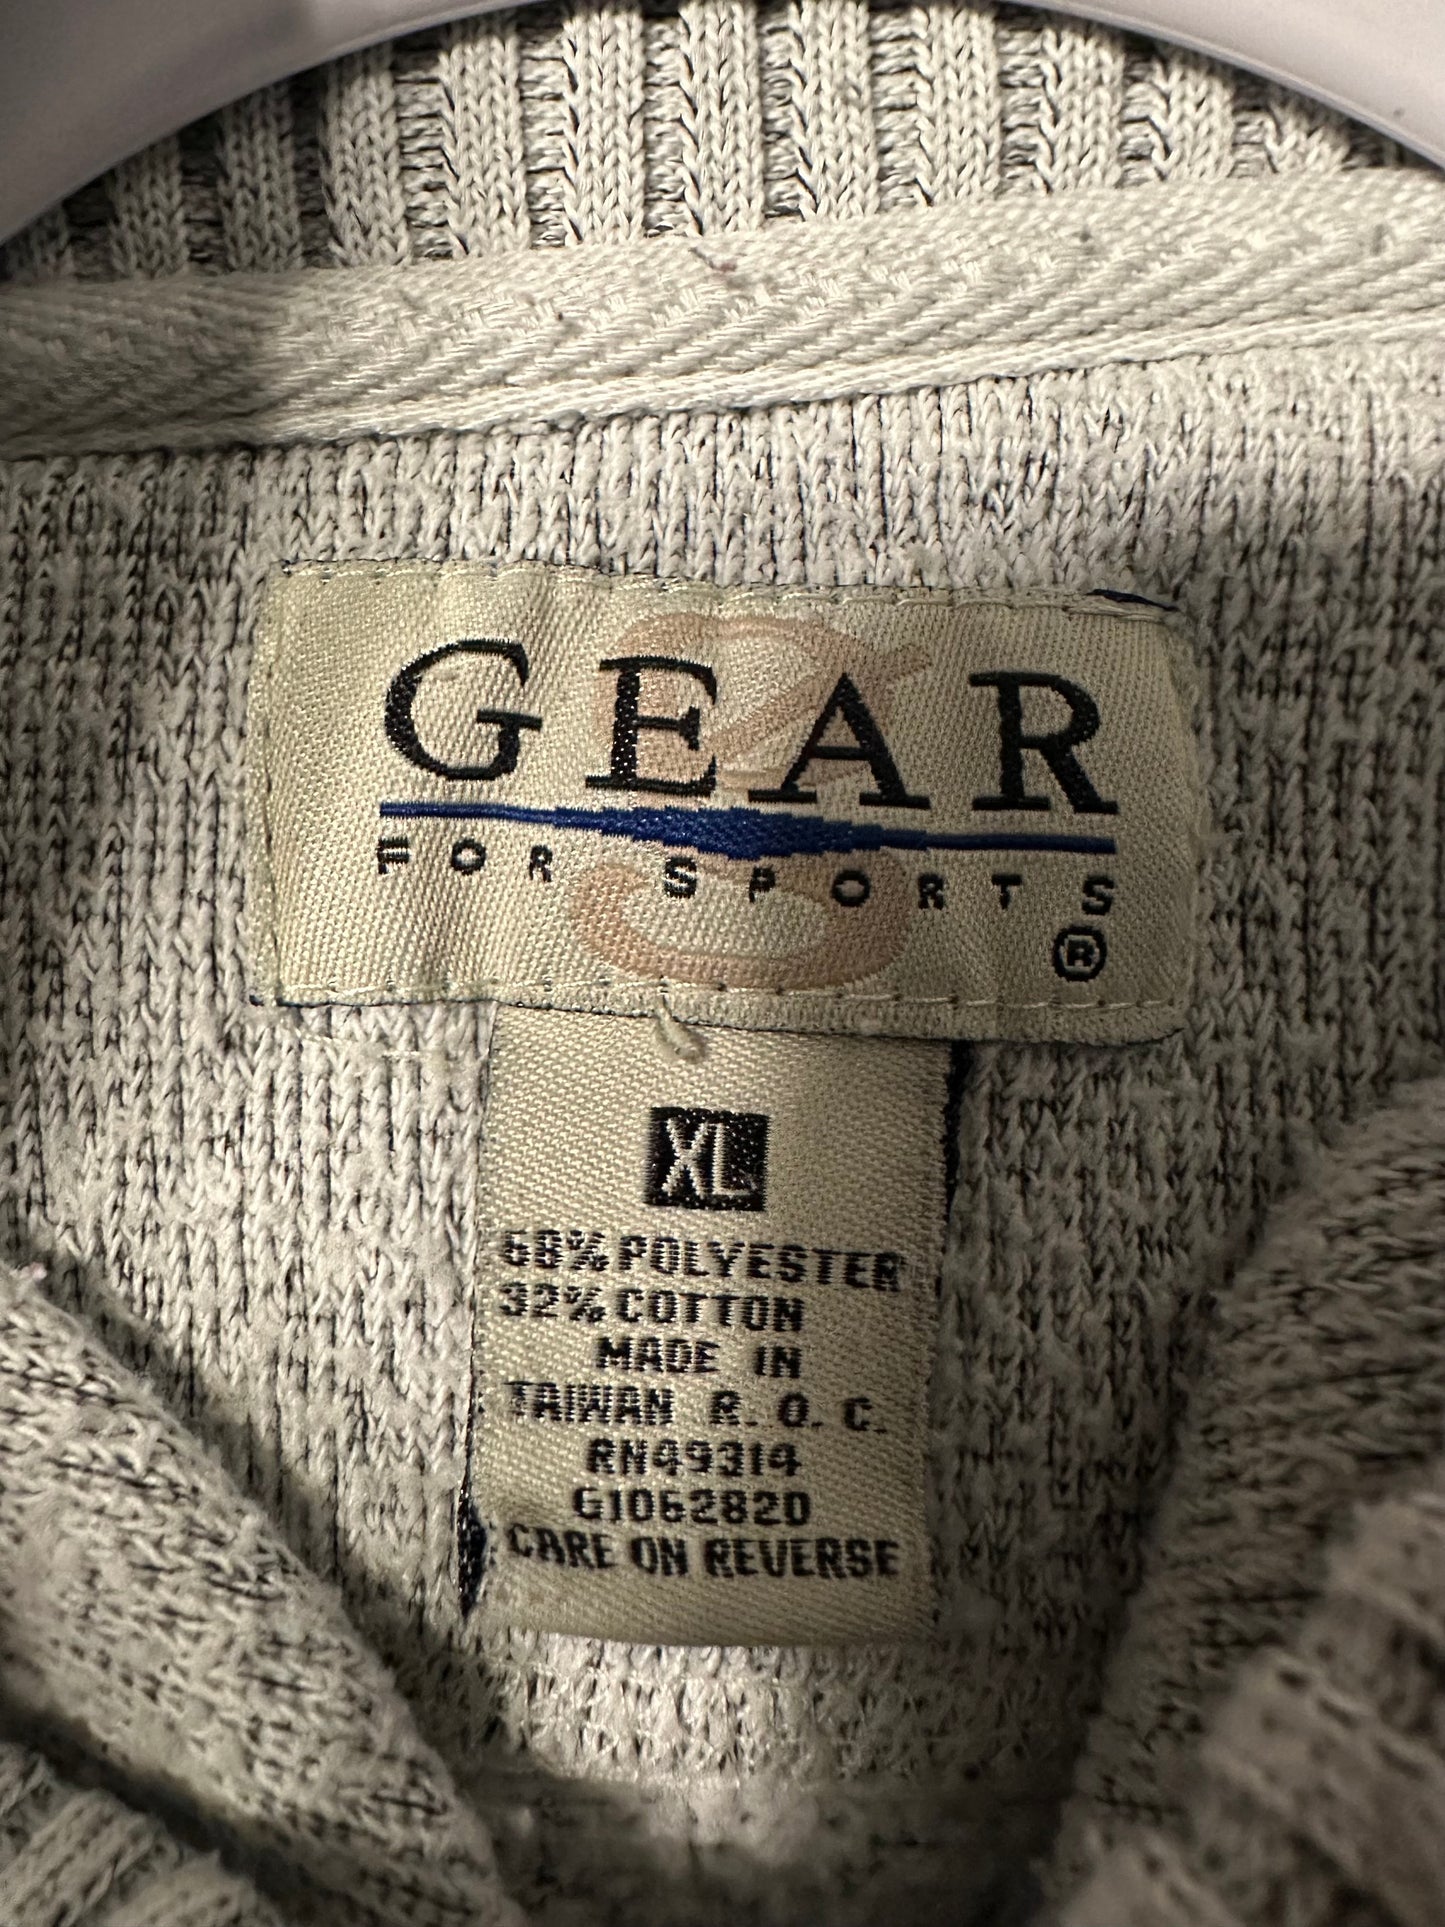 GEAR
FOR SPORTS
®
XL
68% POLYESTER
32% COTTON
MADE IN
TAIWAN R.O.C.
RN49314
G1062820
CARE ON REVERSE